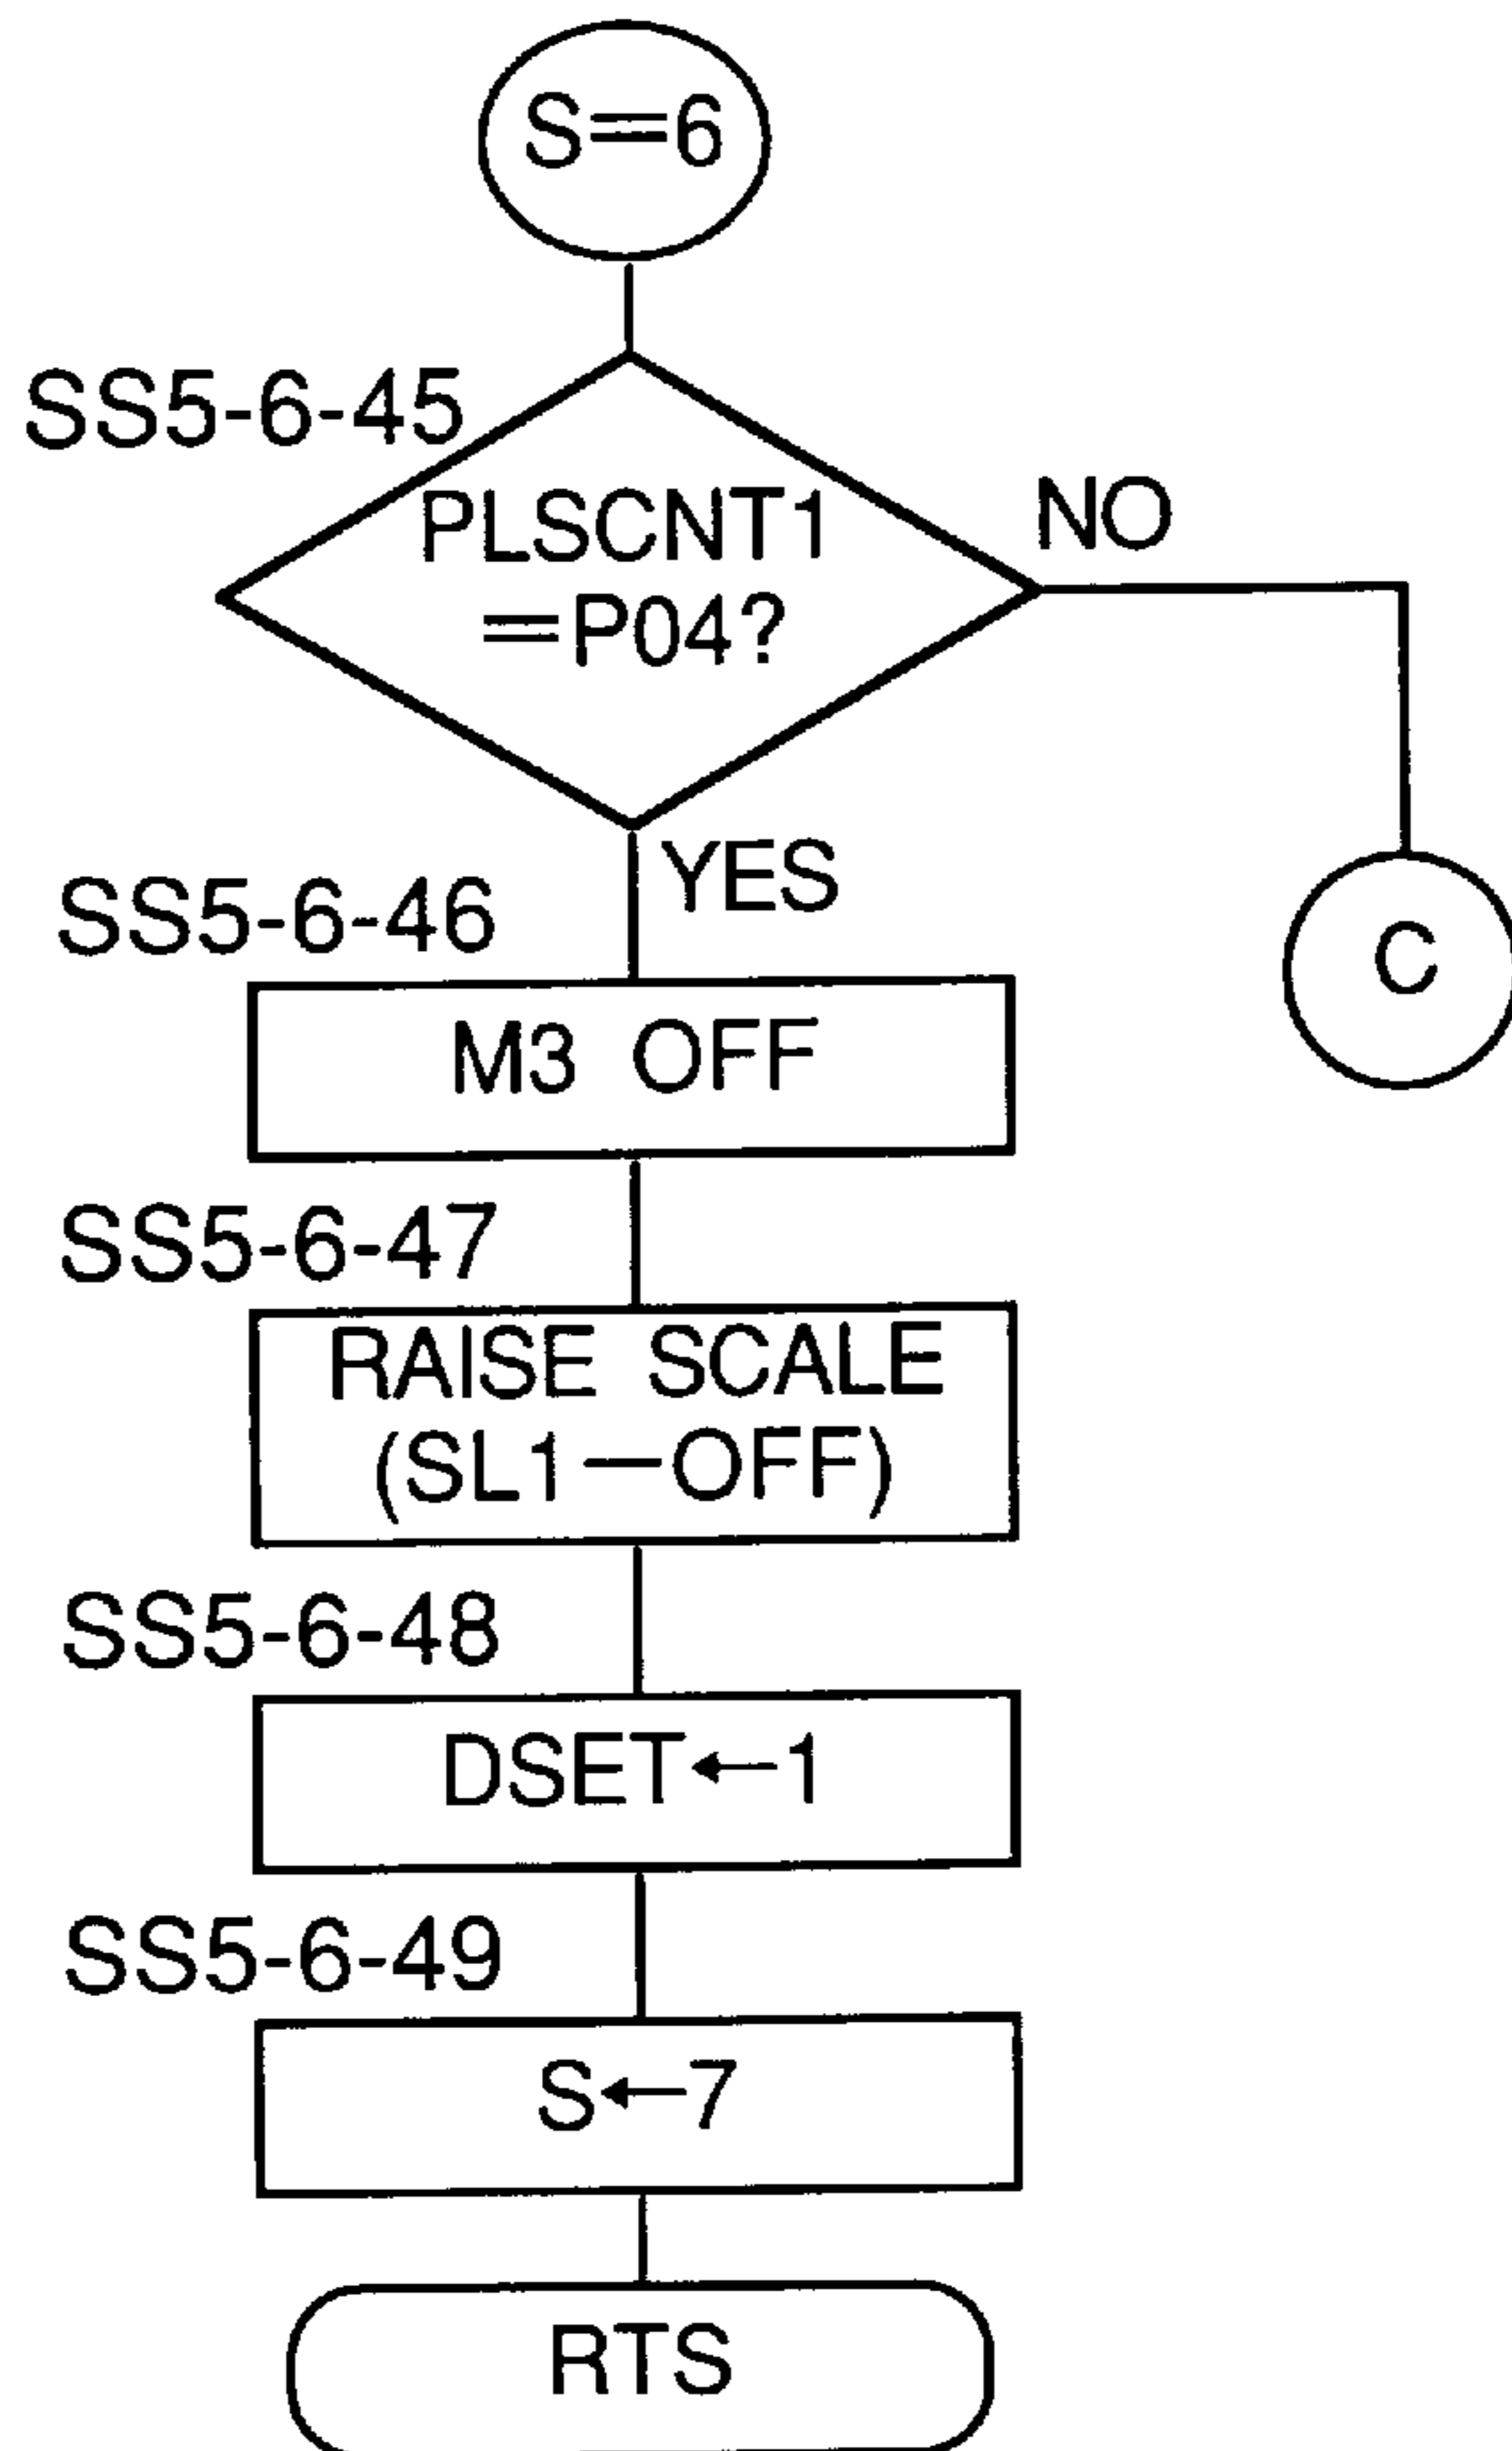 S=6
SS5-6-45
PLSCNT1
=P04?
NO
YES
SS5-6-46
C
M3 OFF
SS5-6-47
RAISE SCALE
(SL1—OFF)
SS5-6-48
DSET←1
SS5-6-49
S←7
RTS